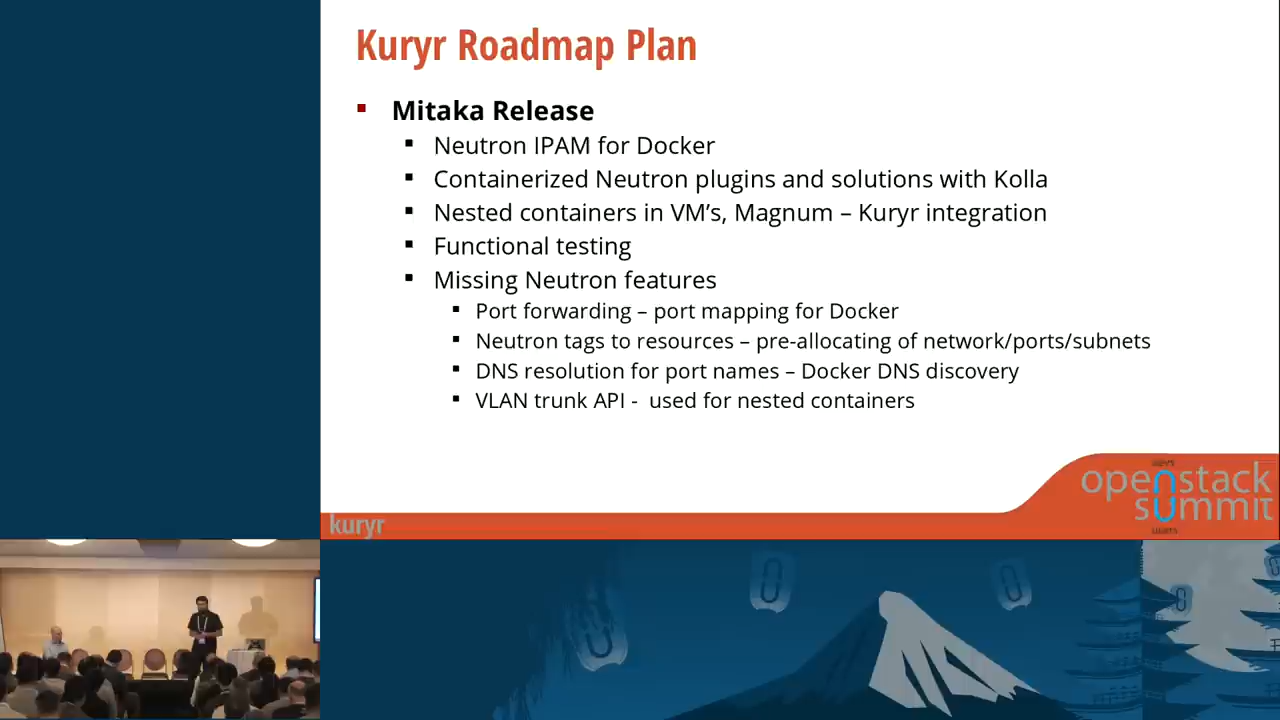 Kuryr Roadmap Plan
Mitaka Release
Neutron IPAM for Docker
Containerized Neutron plugins and solutions with Kolla
Nested containers in VM’s, Magnum – Kuryr integration
Functional testing
Missing Neutron features
Port forwarding – port mapping for Docker
Neutron tags to resources – pre-allocating of network/ports/subnets
DNS resolution for port names – Docker DNS discovery
VLAN trunk API -  used for nested containers
openstack
summit
kuryr